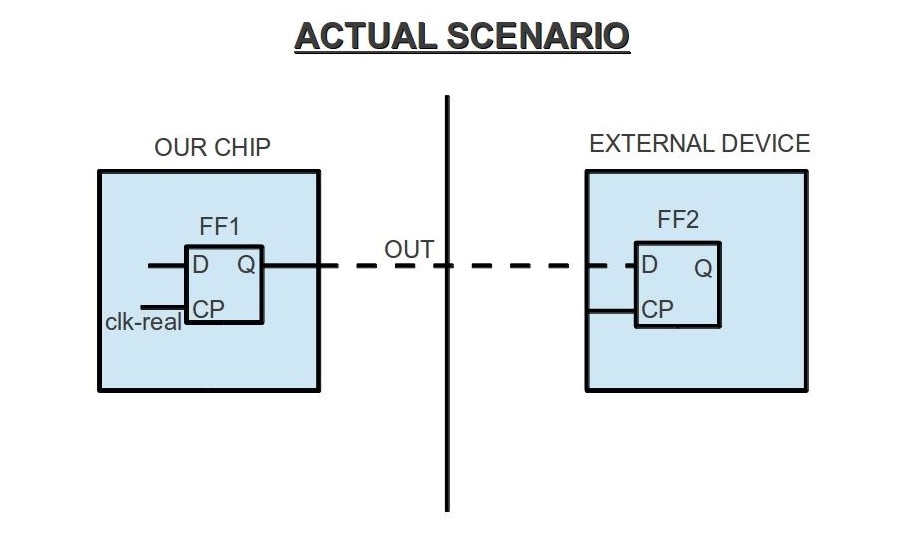 ACTUAL SCENARIO
OUR CHIP
EXTERNAL DEVICE
FF1
FF2
OUT
D Q
D Q
CP
clk-real
CP